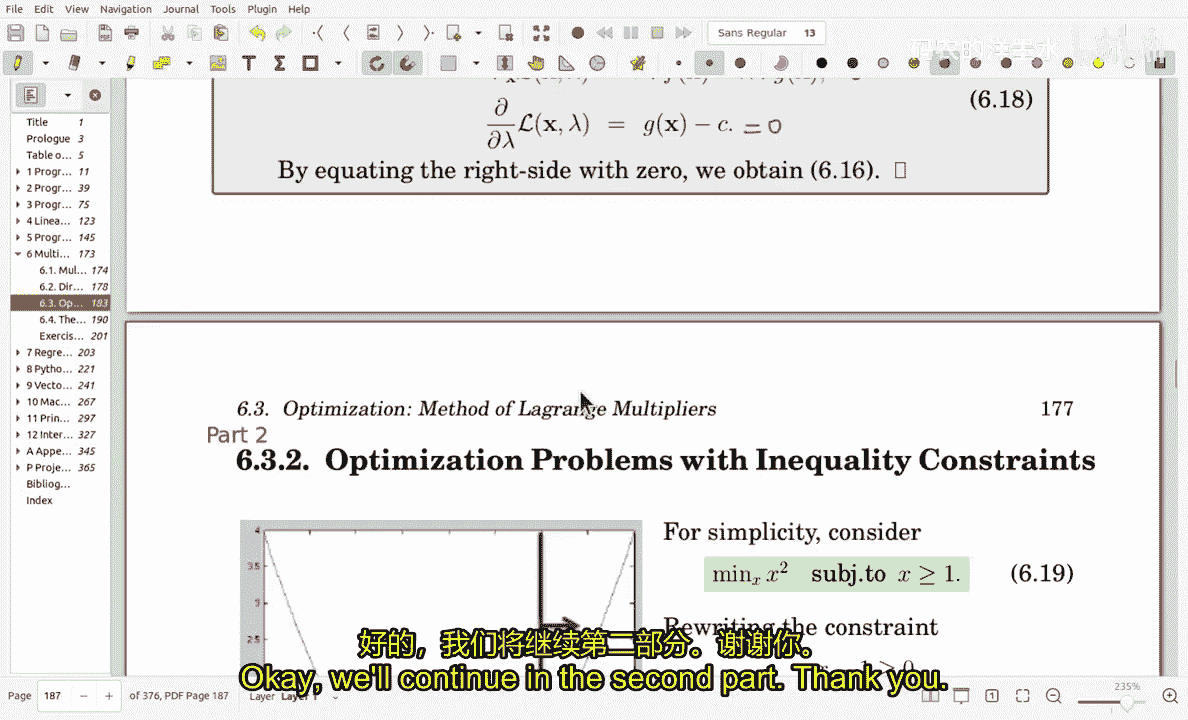 File Edit View Navigation Journal Tools Plugin Help
Sans Regular 13
Title 1
Prologue 3
Table o... 5
1 Progr... 11
2 Progr... 39
3 Progr... 75
4 Linea... 123
5 Progr... 145
6 Multi... 173
6.1. Mul... 174
6.2. Dir... 178
6.3. Op... 183
6.4. The... 190
Exercis... 201
7 Regre... 203
8 Pytho... 221
9 Vecto... 241
10 Mac... 267
11 Prin... 297
12 Inter... 327
A Appe... 345
P Proje... 365
Bibliog...
Index
(6.18)
∂/∂λ L(x, λ) = g(x) − c. = 0
By equating the right-side with zero, we obtain (6.16). □
6.3. Optimization: Method of Lagrange Multipliers 177
Part 2
6.3.2. Optimization Problems with Inequality Constraints
4
3.5
3
2.5
For simplicity, consider
min_x x² subj.to x ≥ 1. (6.19)
Rewriting the constraint
好的，我们将继续第二部分。谢谢你。
Okay, we'll continue in the second part. Thank you.
Page 187 − + of 376, PDF Page 187 Layer
235%